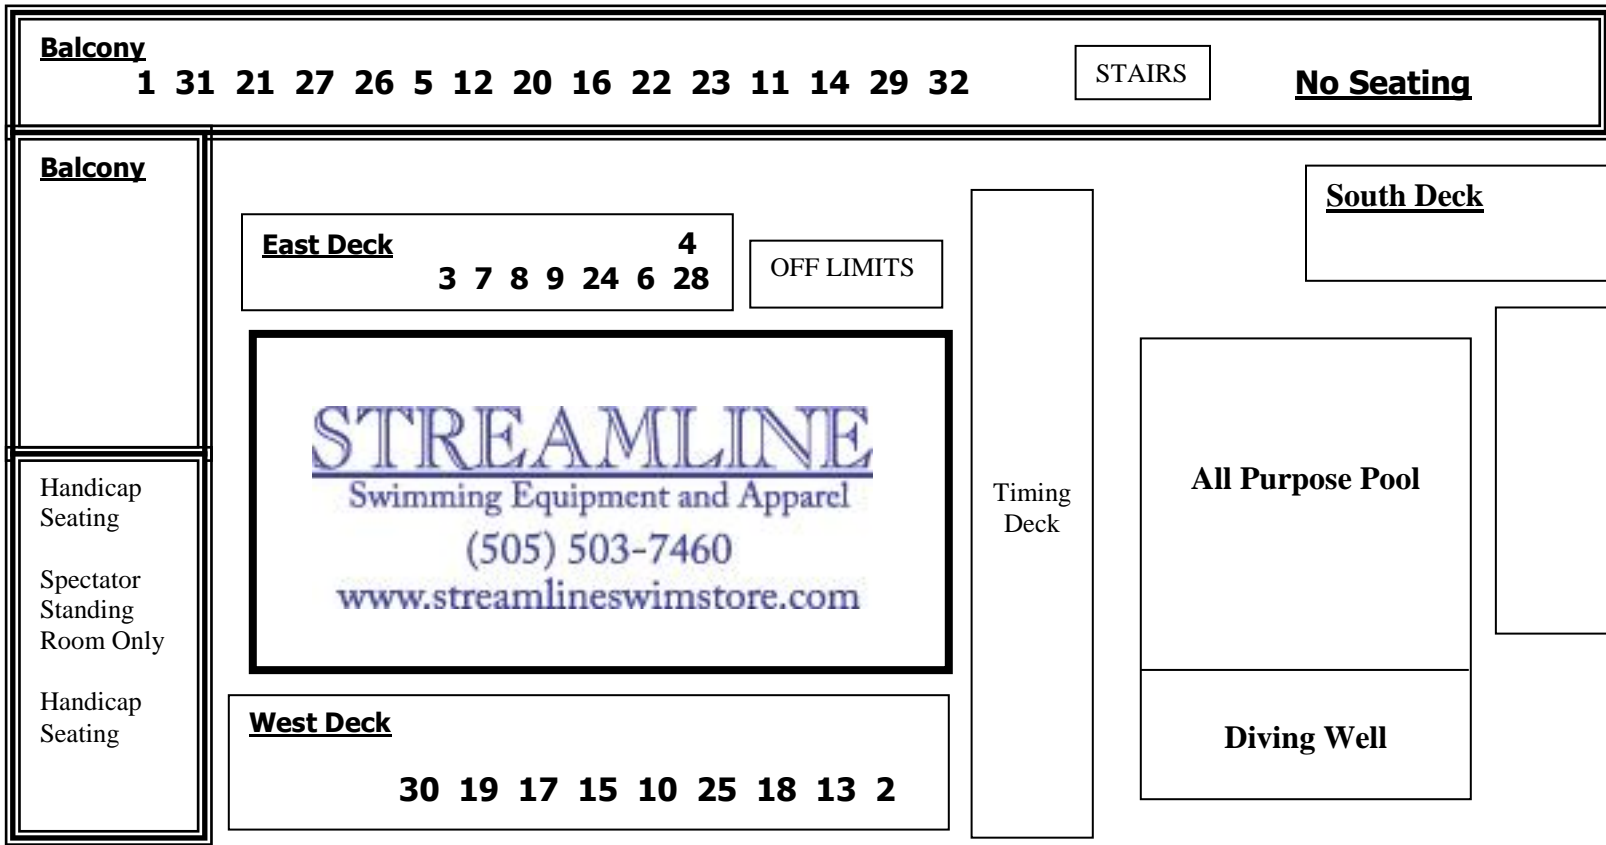 Balcony
1 31 21 27 26 5 12 20 16 22 23 11 14 29 32
STAIRS
No Seating
Balcony
South Deck
East Deck 4
3 7 8 9 24 6 28
OFF LIMITS
STREAMLINE
Swimming Equipment and Apparel
(505) 503-7460
www.streamlineswimstore.com
Timing
Deck
All Purpose Pool
Handicap
Seating
Spectator
Standing
Room Only
Handicap
Seating
West Deck
30 19 17 15 10 25 18 13 2
Diving Well